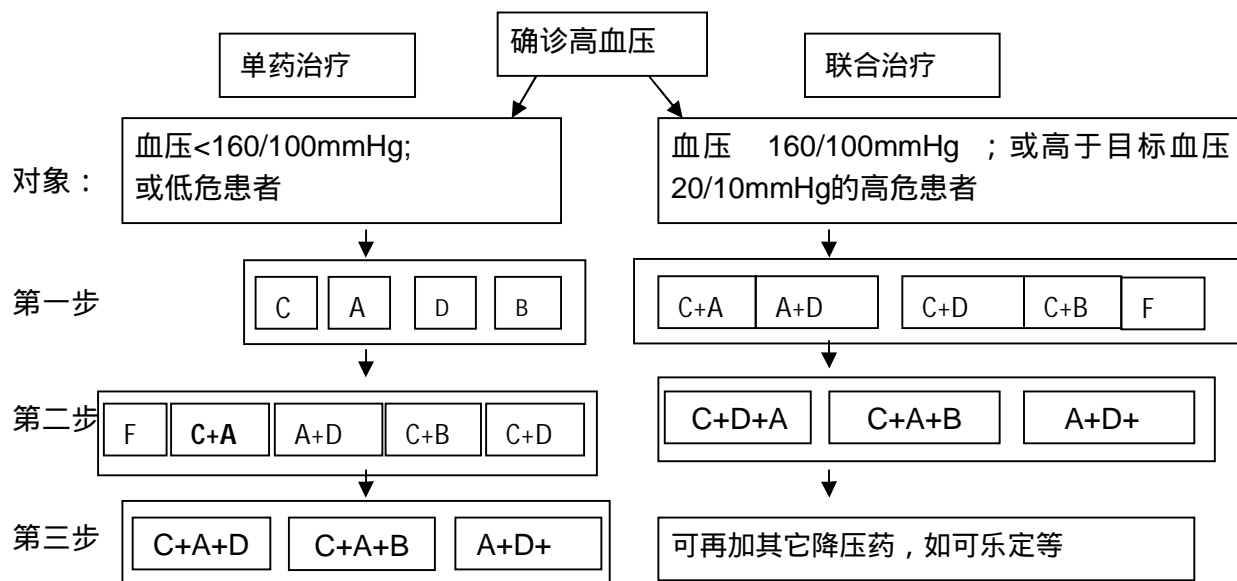 确诊高血压
单药治疗
联合治疗
对象：
血压<160/100mmHg;
或低危患者
血压 160/100mmHg ；或高于目标血压
20/10mmHg的高危患者
第一步
C A D B
C+A A+D C+D C+B F
第二步
F C+A A+D C+B C+D
C+D+A C+A+B A+D+
第三步
C+A+D C+A+B A+D+
可再加其它降压药，如可乐定等